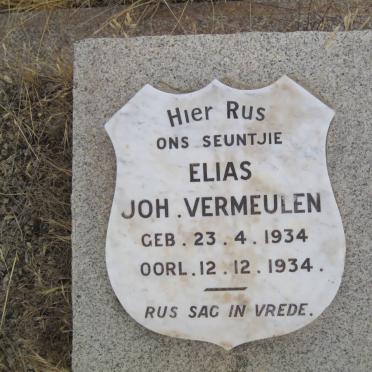 Hier Rus
ONS SEUNTJIE
ELIAS
JOH. VERMEULEN
GEB. 23. 4. 1934
OORL. 12. 12. 1934.
RUS SAG IN VREDE.